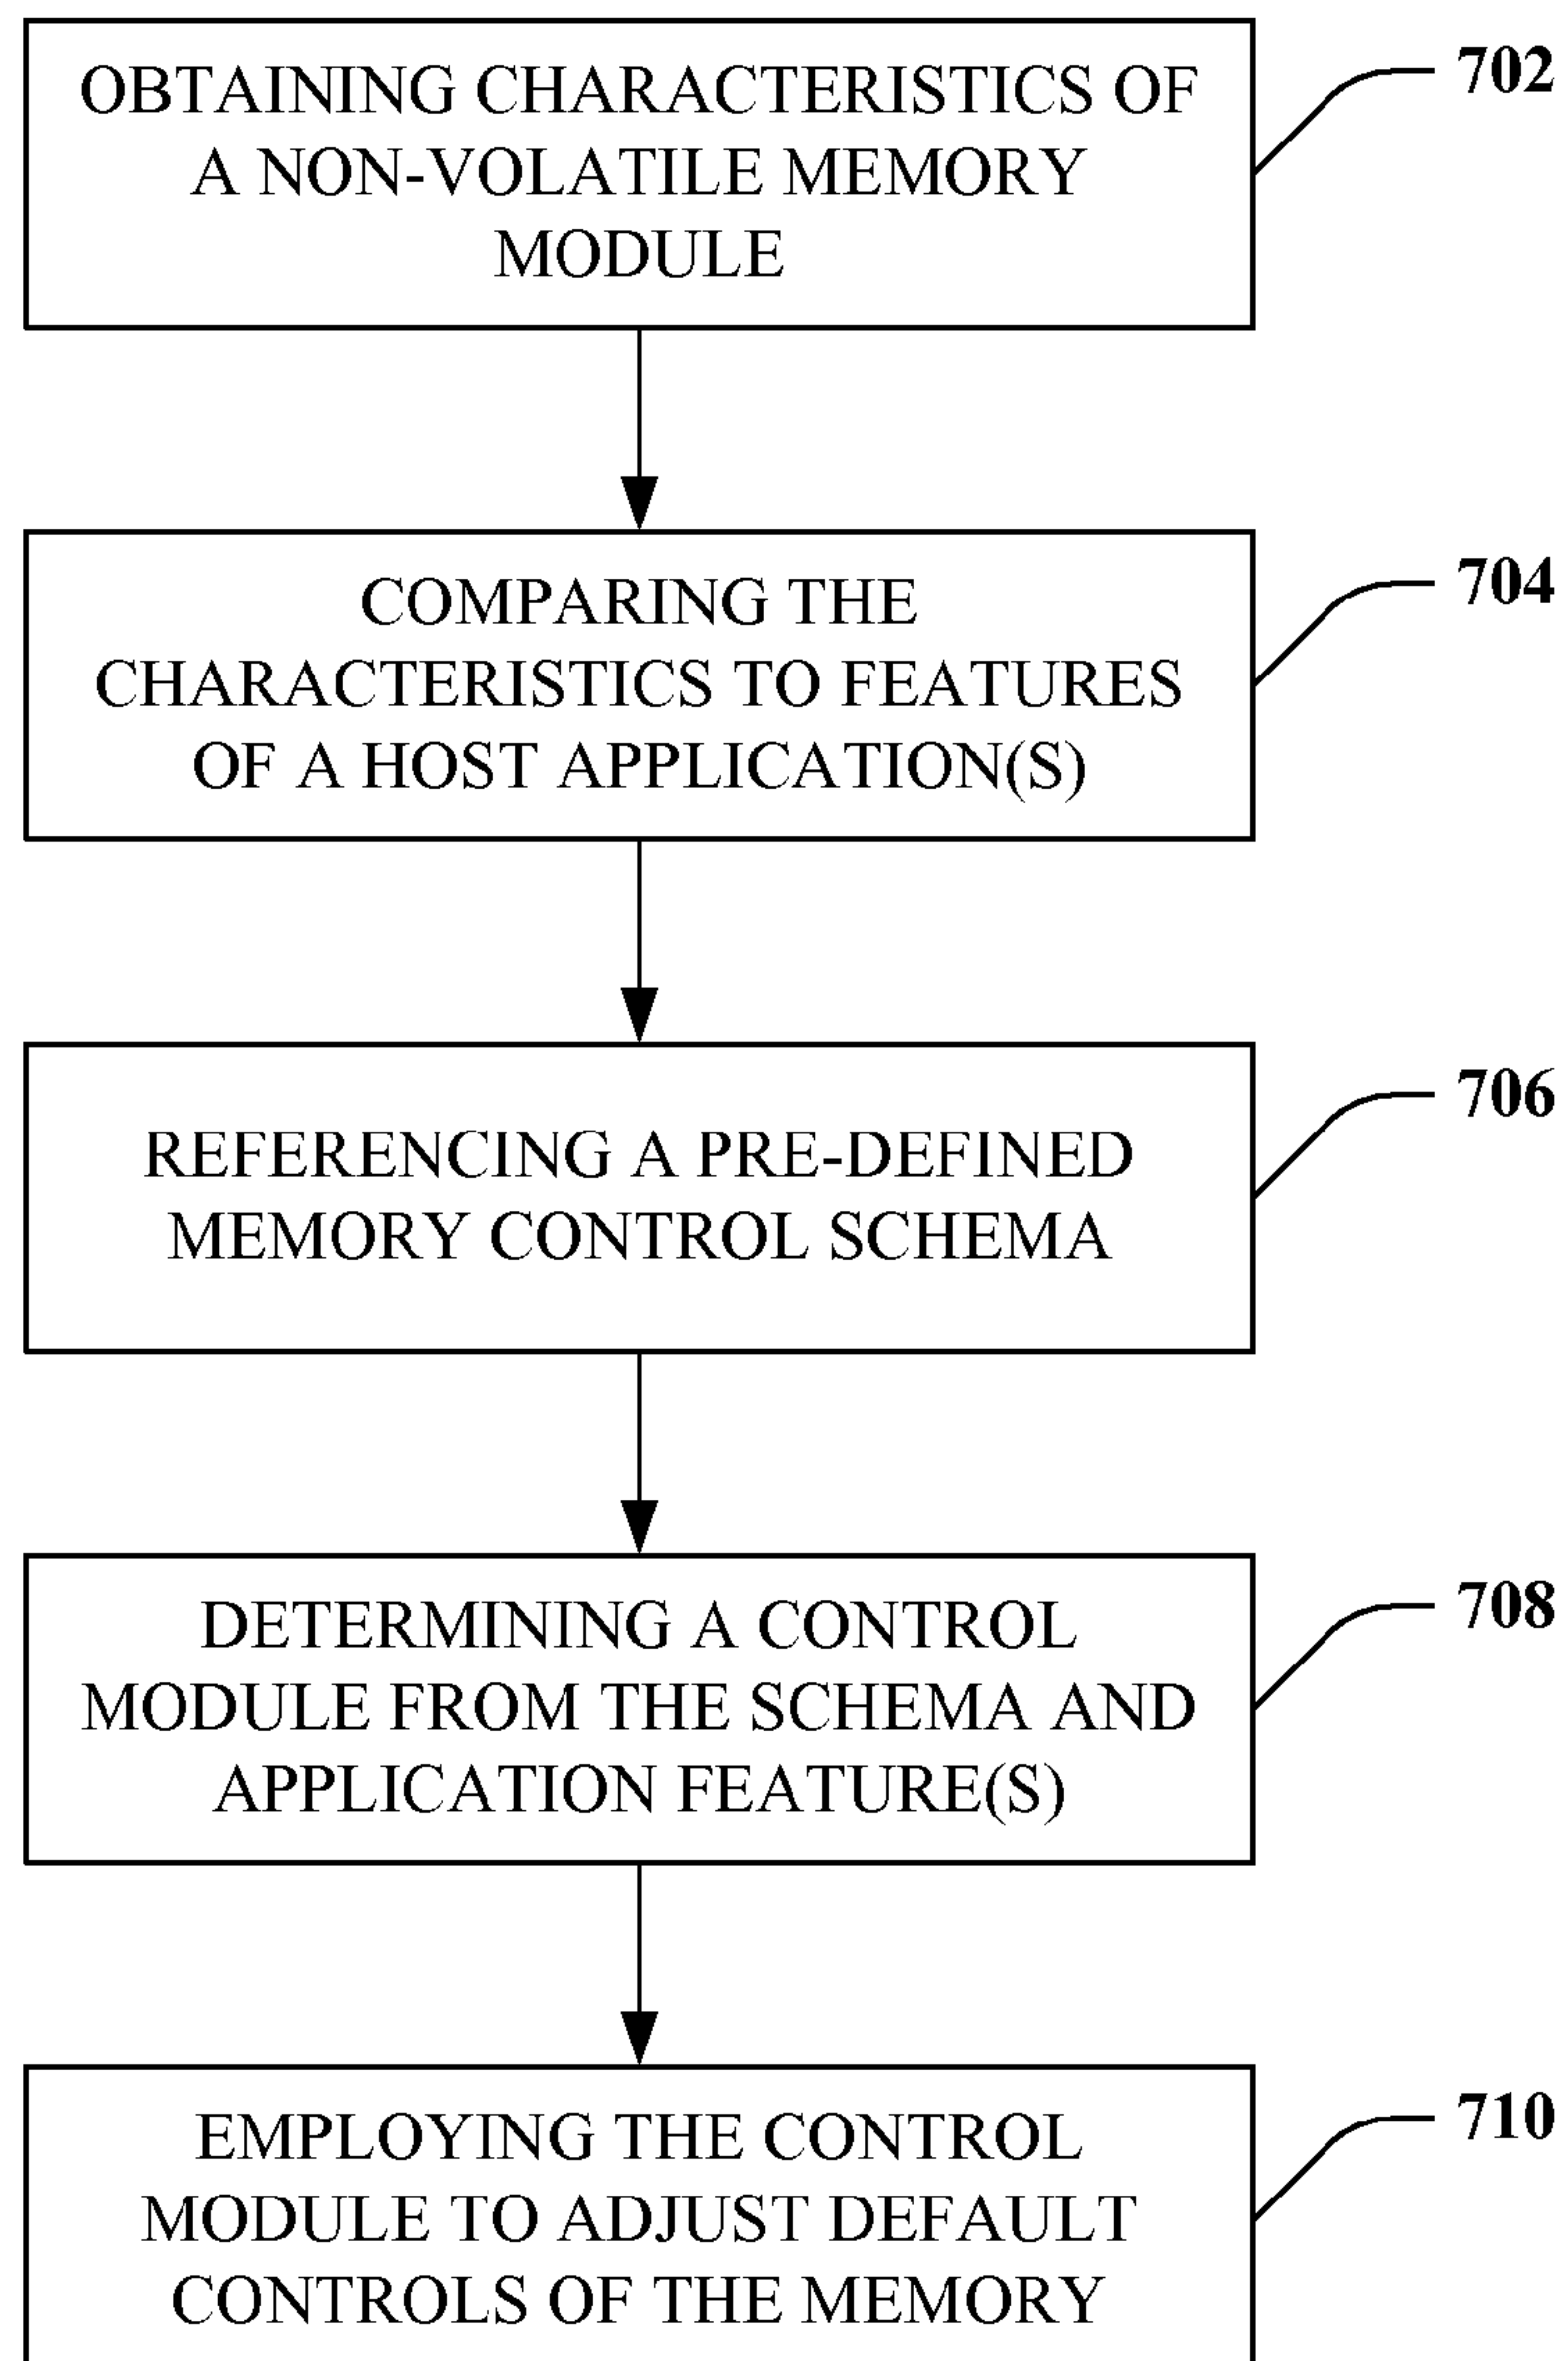 OBTAINING CHARACTERISTICS OF
A NON-VOLATILE MEMORY
MODULE
702
COMPARING THE
CHARACTERISTICS TO FEATURES
OF A HOST APPLICATION(S)
704
REFERENCING A PRE-DEFINED
MEMORY CONTROL SCHEMA
706
DETERMINING A CONTROL
MODULE FROM THE SCHEMA AND
APPLICATION FEATURE(S)
708
EMPLOYING THE CONTROL
MODULE TO ADJUST DEFAULT
CONTROLS OF THE MEMORY
710